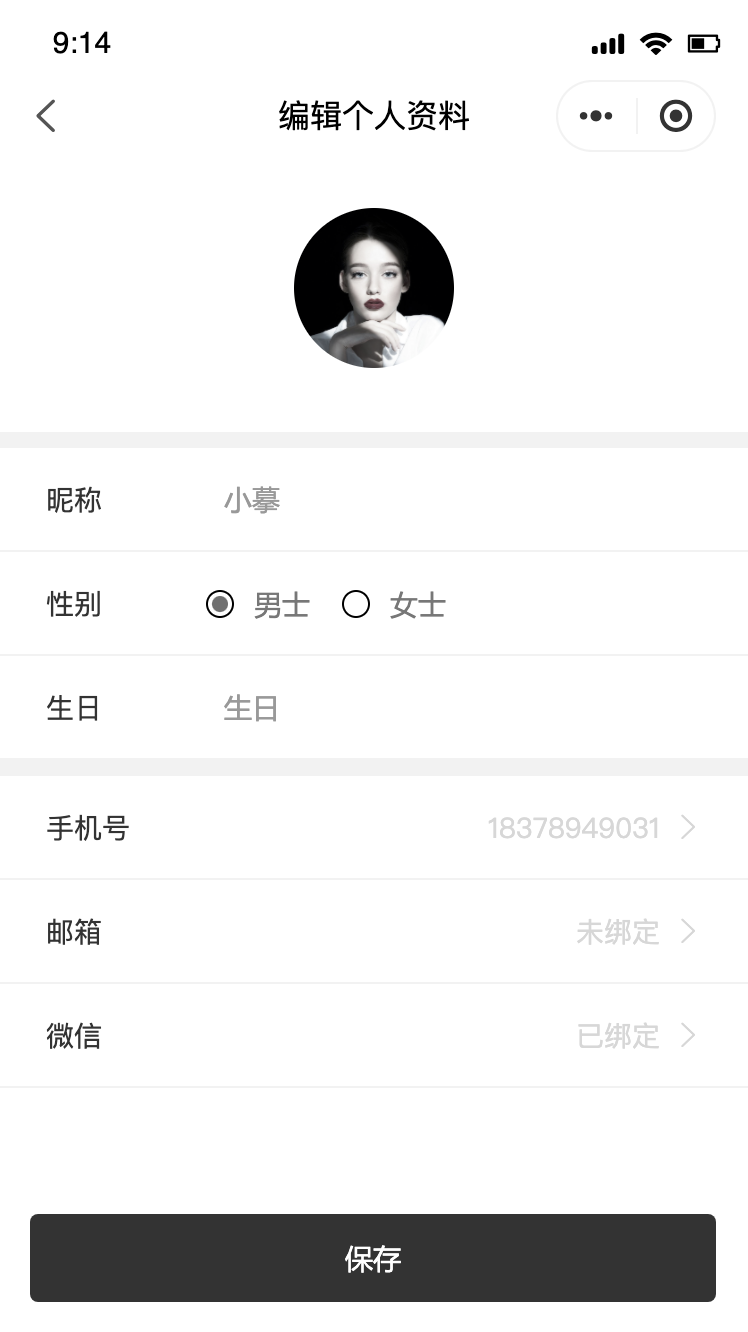 9:14
编辑个人资料
昵称 小摹
性别 男士 女士
生日 生日
手机号 18378949031
邮箱 未绑定
微信 已绑定
保存